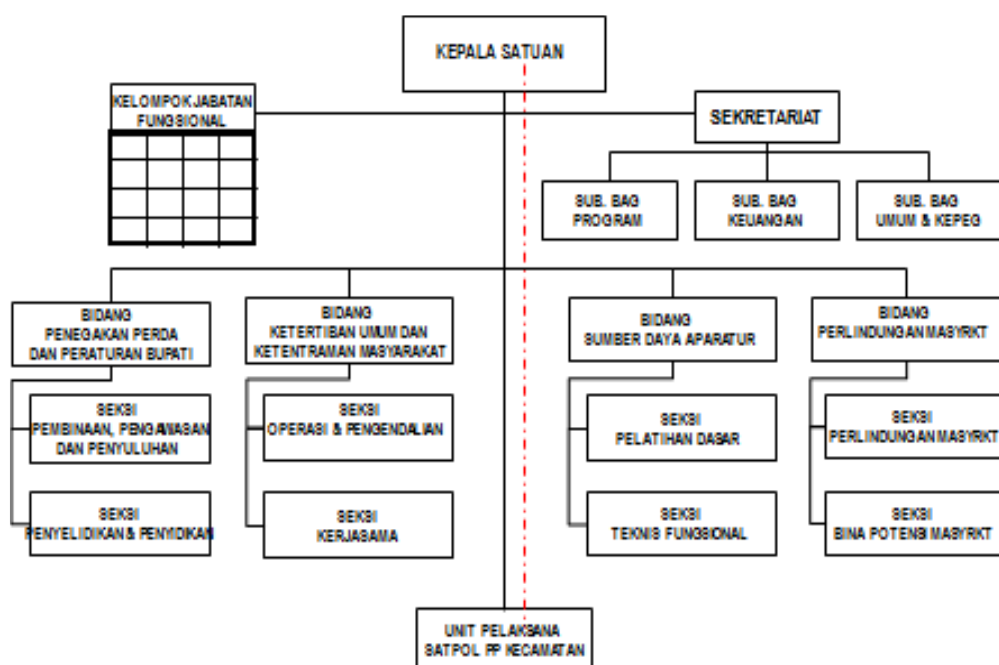 KEPALA SATUAN
KELOMPOK JABATAN
FUNGSIONAL
SEKRETARIAT
SUB. BAG
PROGRAM
SUB. BAG
KEUANGAN
SUB. BAG
UMUM & KEPEG
BIDANG
PENEGAKAN PERDA
DAN PERATURAN BUPATI
BIDANG
KETERTIBAN UMUM DAN
KETENTRAMAN MASYARAKAT
BIDANG
SUMBER DAYA APARATUR
BIDANG
PERLINDUNGAN MASYRKT
SEKSI
PEMBINAAN, PENGAWASAN
DAN PENYULUHAN
SEKSI
OPERASI & PENGENDALIAN
SEKSI
PELATIHAN DASAR
SEKSI
PERLINDUNGAN MASYRKT
SEKSI
PENYELIDIKAN & PENYIDIKAN
SEKSI
KERJASAMA
SEKSI
TEKNIS FUNGSIONAL
SEKSI
BINA POTENSI MASYRKT
UNIT PELAKSANA
SATPOL PP KECAMATAN